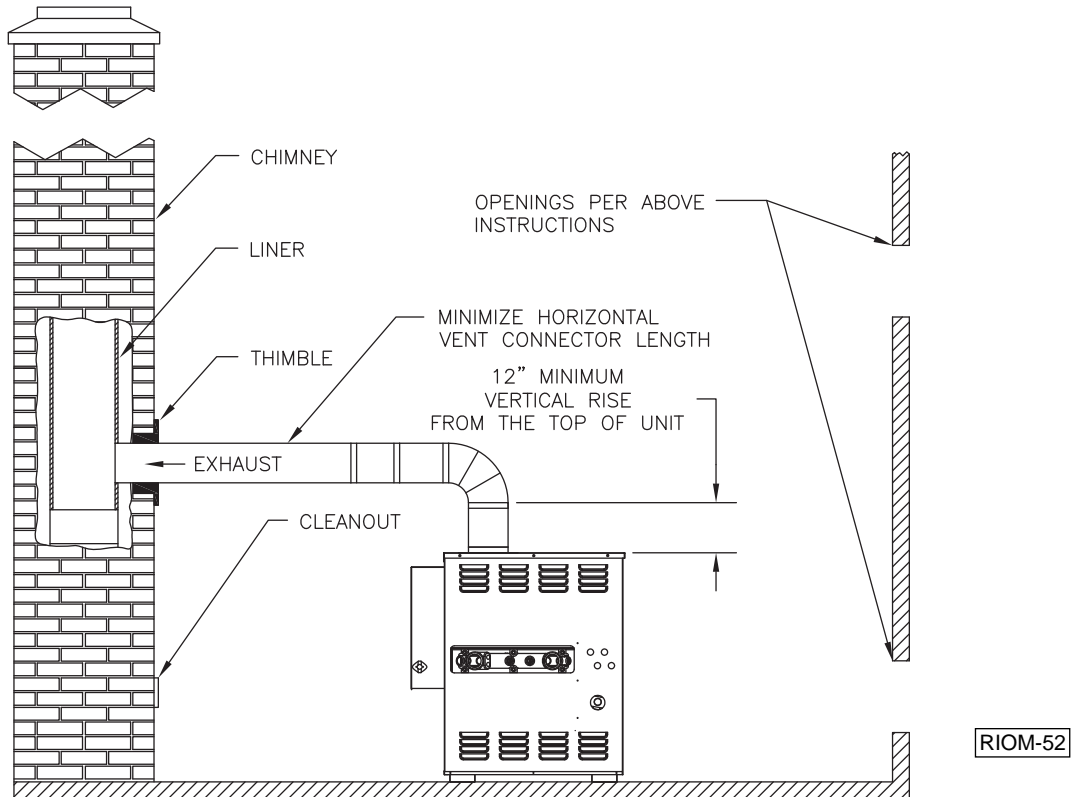 CHIMNEY
OPENINGS PER ABOVE
INSTRUCTIONS
LINER
MINIMIZE HORIZONTAL
VENT CONNECTOR LENGTH
THIMBLE
12” MINIMUM
VERTICAL RISE
FROM THE TOP OF UNIT
EXHAUST
CLEANOUT
RIOM-52